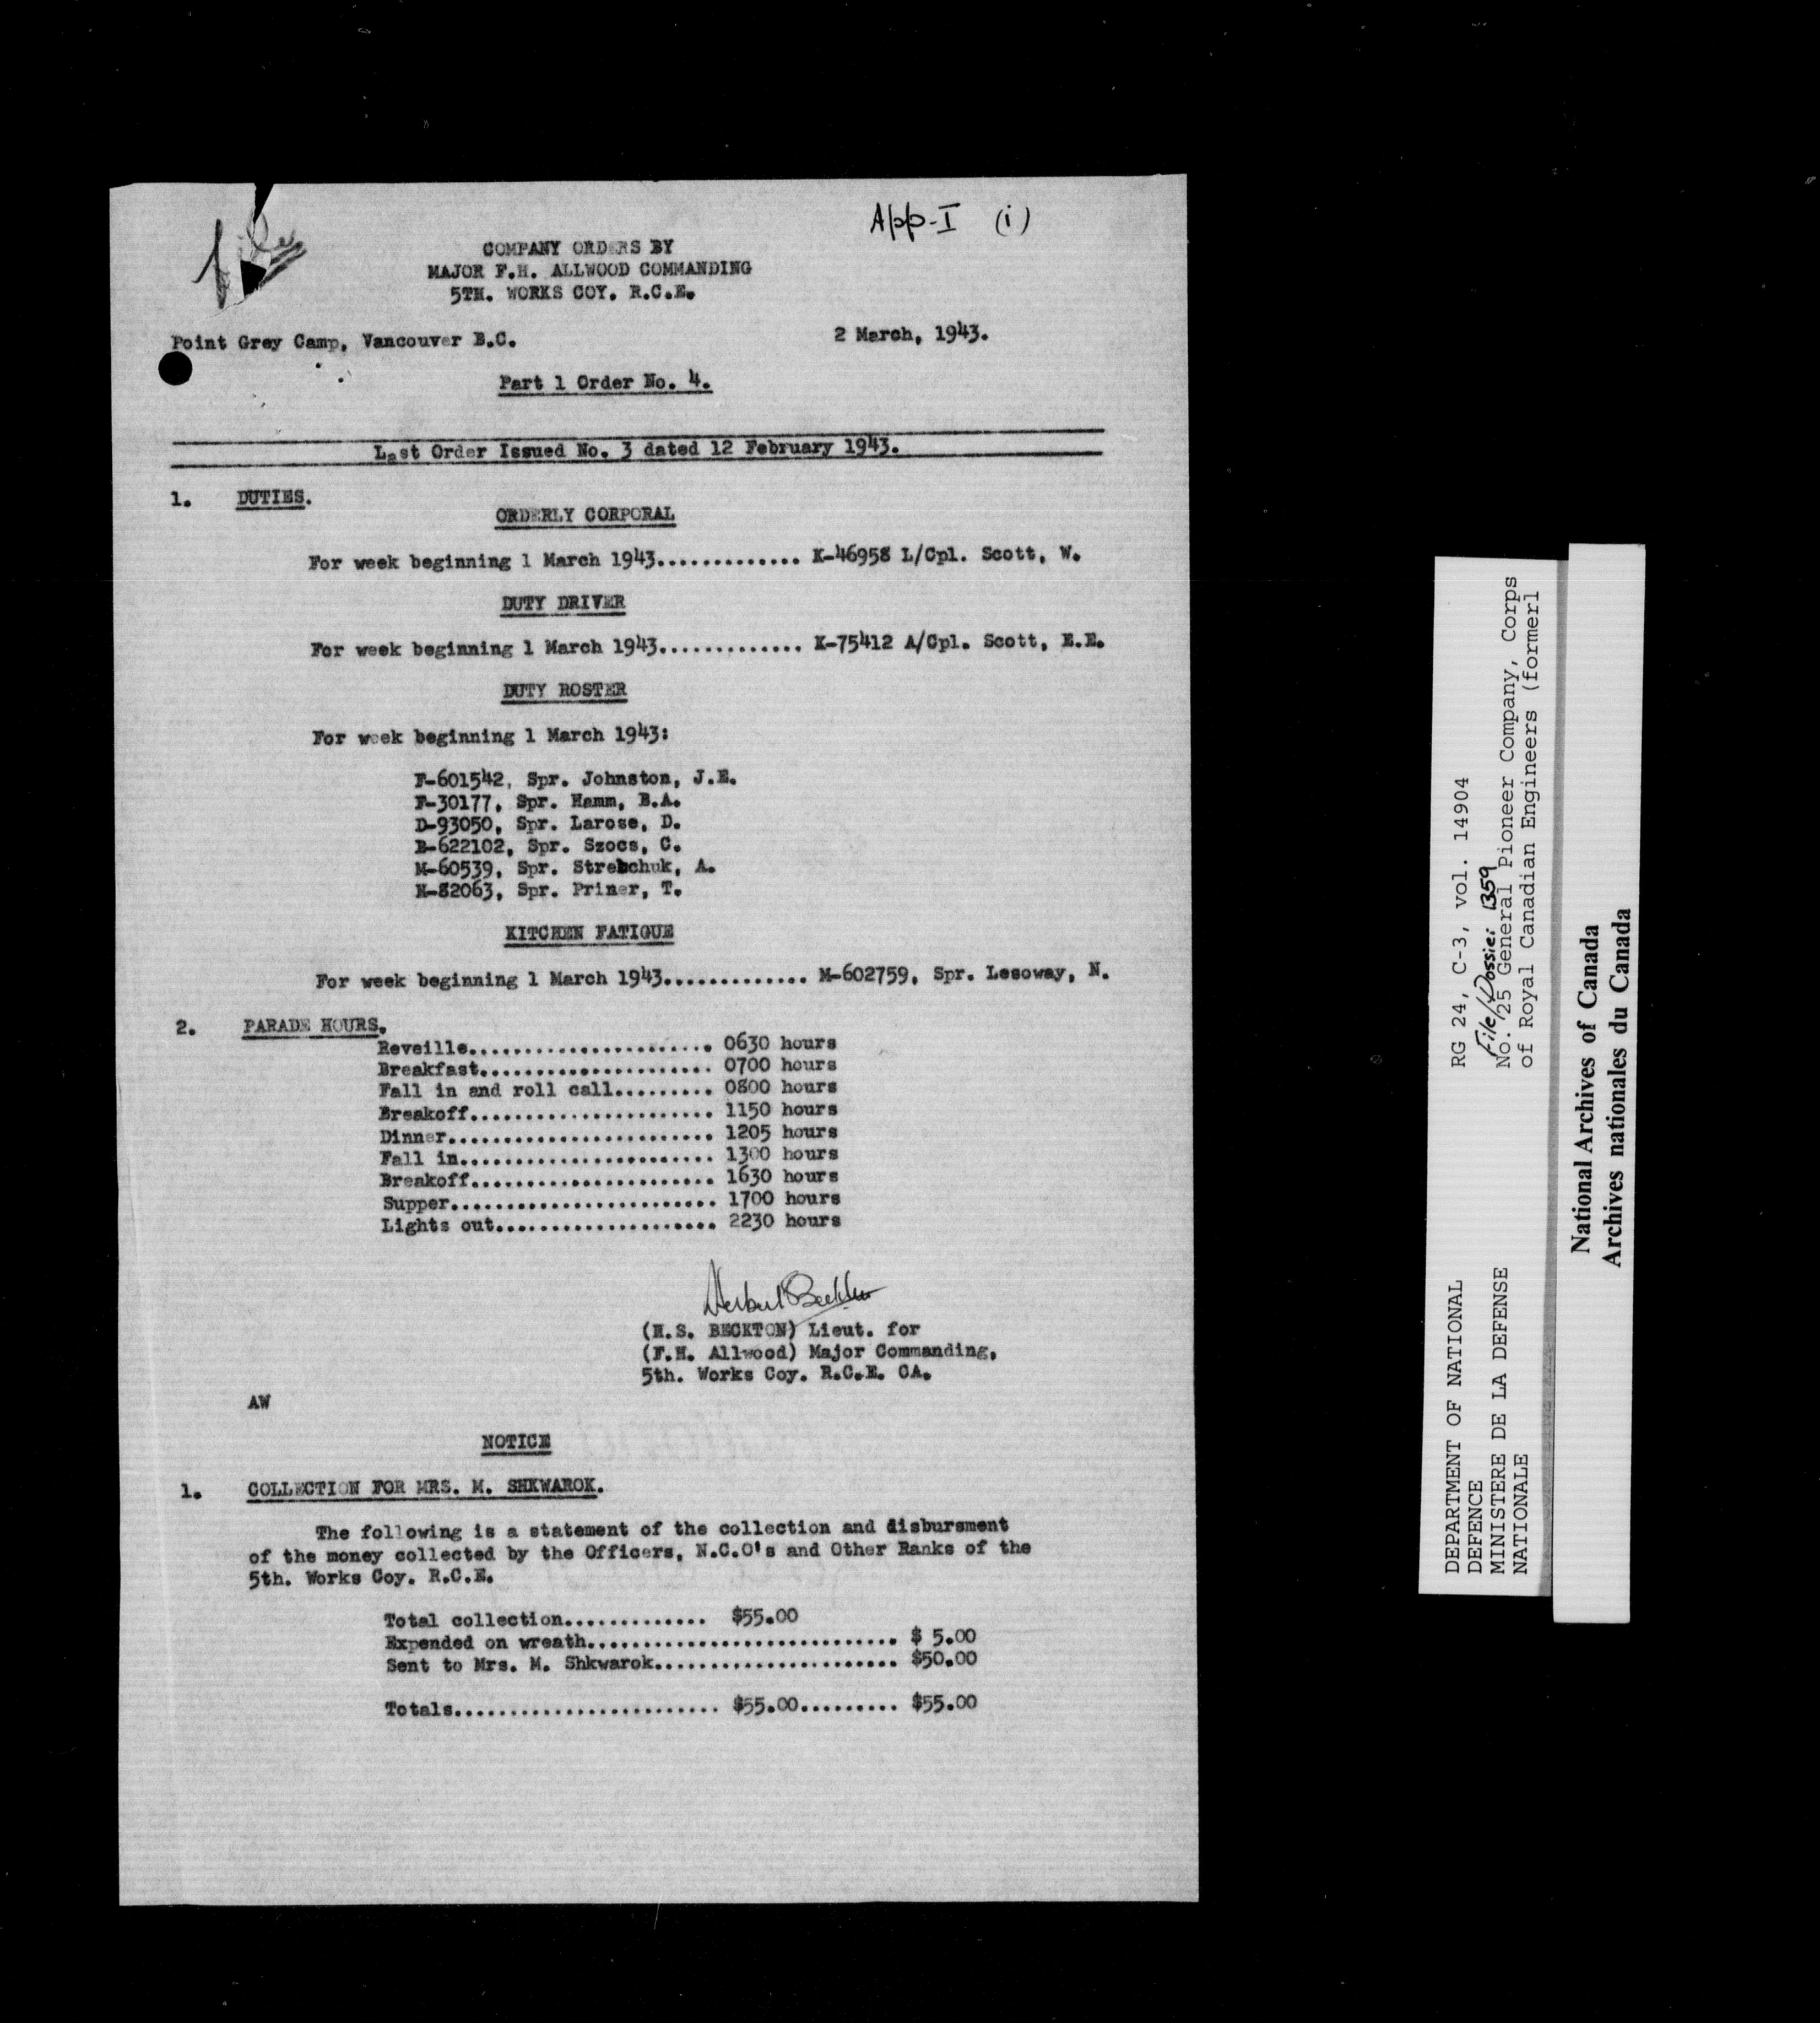 App-I (i)
file
COMPANY ORDERS BY
MAJOR F.H. ALLWOOD COMMANDING
5TH. WORKS COY. R.C.E.
Point Grey Camp, Vancouver B.C. 2 March, 1943.
Part 1 Order No. 4.
Last Order Issued No. 3 dated 12 February 1943.
1. DUTIES.
ORDERLY CORPORAL
For week beginning 1 March 1943............. K-46958 L/Cpl. Scott, W.
DUTY DRIVER
For week beginning 1 March 1943............. K-75412 A/Cpl. Scott, E.E.
DUTY ROSTER
For week beginning 1 March 1943:
F-601542, Spr. Johnston, J.E.
F-30177, Spr. Hamm, B.A.
D-93050, Spr. Larose, D.
B-622102, Spr. Szocs, C.
M-60539, Spr. Strebchuk, A.
H-82063, Spr. Priner, T.
KITCHEN FATIGUE
For week beginning 1 March 1943............. M-602759, Spr. Lesoway, N.
2. PARADE HOURS.
Reveille...................... 0630 hours
Breakfast..................... 0700 hours
Fall in and roll call......... 0800 hours
Breakoff...................... 1150 hours
Dinner........................ 1205 hours
Fall in....................... 1300 hours
Breakoff...................... 1630 hours
Supper........................ 1700 hours
Lights out.................... 2230 hours
(H.S. BECKTON) Lieut. for
(F.H. Allwood) Major Commanding,
5th. Works Coy. R.C.E. CA.
AW
NOTICE
1. COLLECTION FOR MRS. M. SHKWAROK.
The following is a statement of the collection and disbursment
of the money collected by the Officers, N.C.O's and Other Ranks of the
5th. Works Coy. R.C.E.
Total collection............. $55.00
Expended on wreath............................ $ 5.00
Sent to Mrs. M. Shkwarok...................... $50.00
Totals........................ $55.00......... $55.00
DEPARTMENT OF NATIONAL
DEFENCE
MINISTERE DE LA DEFENSE
NATIONALE
RG 24, C-3, vol. 14904
File/Dossier 1359
No. 25 General Pioneer Company, Corps
of Royal Canadian Engineers (formerl
National Archives of Canada
Archives nationales du Canada